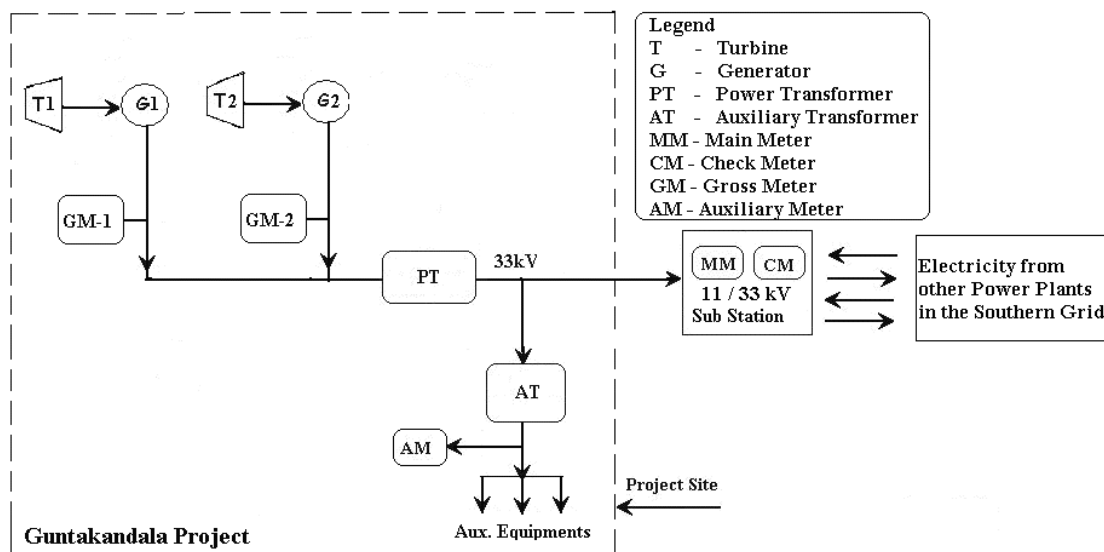 Legend
T - Turbine
G - Generator
PT - Power Transformer
AT - Auxiliary Transformer
MM - Main Meter
CM - Check Meter
GM - Gross Meter
AM - Auxiliary Meter
T1
G1
T2
G2
GM-1
GM-2
PT
33kV
MM
CM
11 / 33 kV
Sub Station
Electricity from
other Power Plants
in the Southern Grid
AT
AM
Aux. Equipments
Project Site
Guntakandala Project